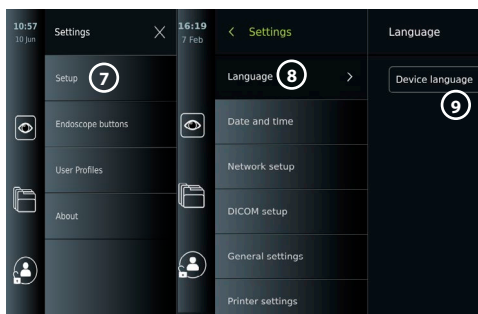 10:57
10 Jun
Settings
Setup
7
Endoscope buttons
User Profiles
About
16:19
7 Feb
Settings
Language
8
Date and time
Network setup
DICOM setup
General settings
Printer settings
Language
Device language
9